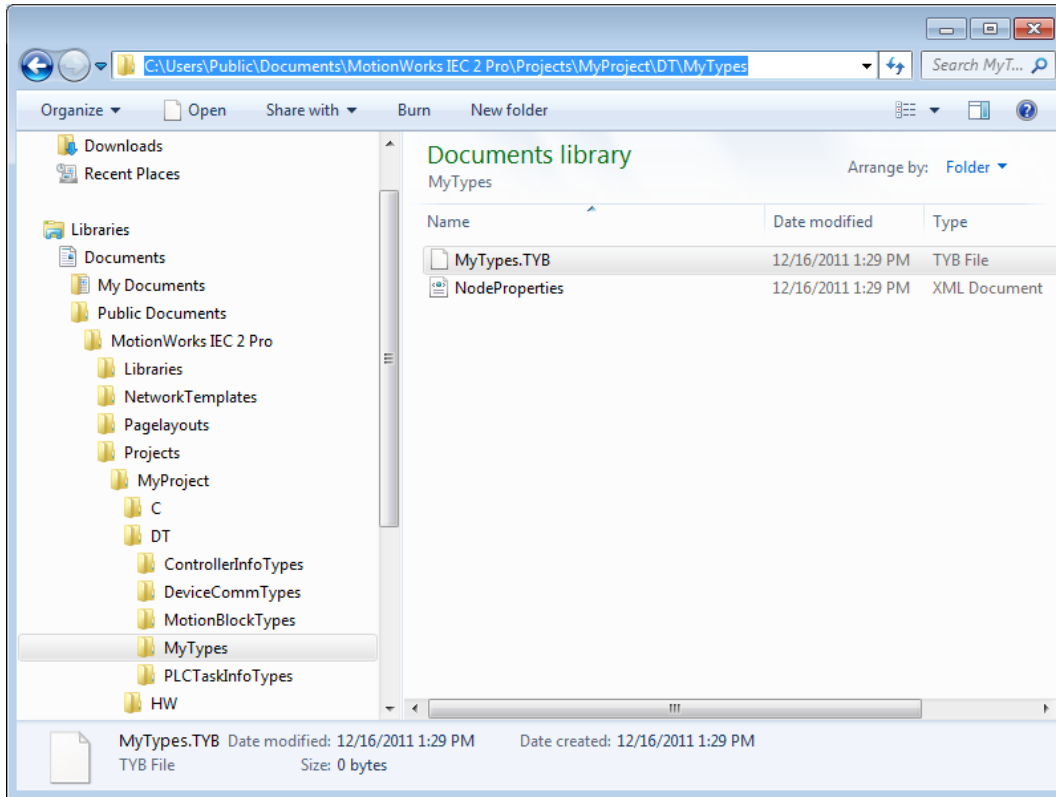 C:\Users\Public\Documents\MotionWorks IEC 2 Pro\Projects\MyProject\DT\MyTypes
Search MyT...
Organize Open Share with Burn New folder
Downloads
Recent Places
Libraries
Documents
My Documents
Public Documents
MotionWorks IEC 2 Pro
Libraries
NetworkTemplates
Pagelayouts
Projects
MyProject
C
DT
ControllerInfoTypes
DeviceCommTypes
MotionBlockTypes
MyTypes
PLCTaskInfoTypes
HW
Documents library
MyTypes
Arrange by: Folder
Name Date modified Type
MyTypes.TYB 12/16/2011 1:29 PM TYB File
NodeProperties 12/16/2011 1:29 PM XML Document
MyTypes.TYB Date modified: 12/16/2011 1:29 PM Date created: 12/16/2011 1:29 PM
TYB File Size: 0 bytes